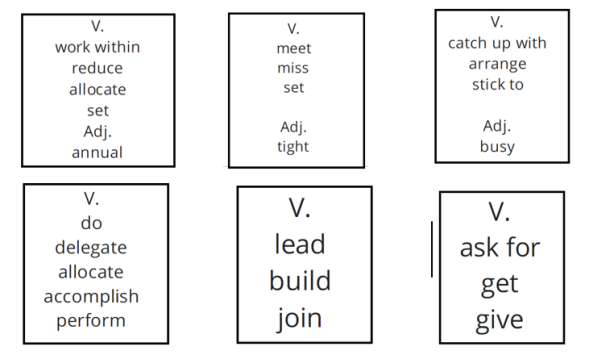 V.
work within
reduce
allocate
set
Adj.
annual
V.
meet
miss
set
Adj.
tight
V.
catch up with
arrange
stick to
Adj.
busy
V.
do
delegate
allocate
accomplish
perform
V.
lead
build
join
V.
ask for
get
give